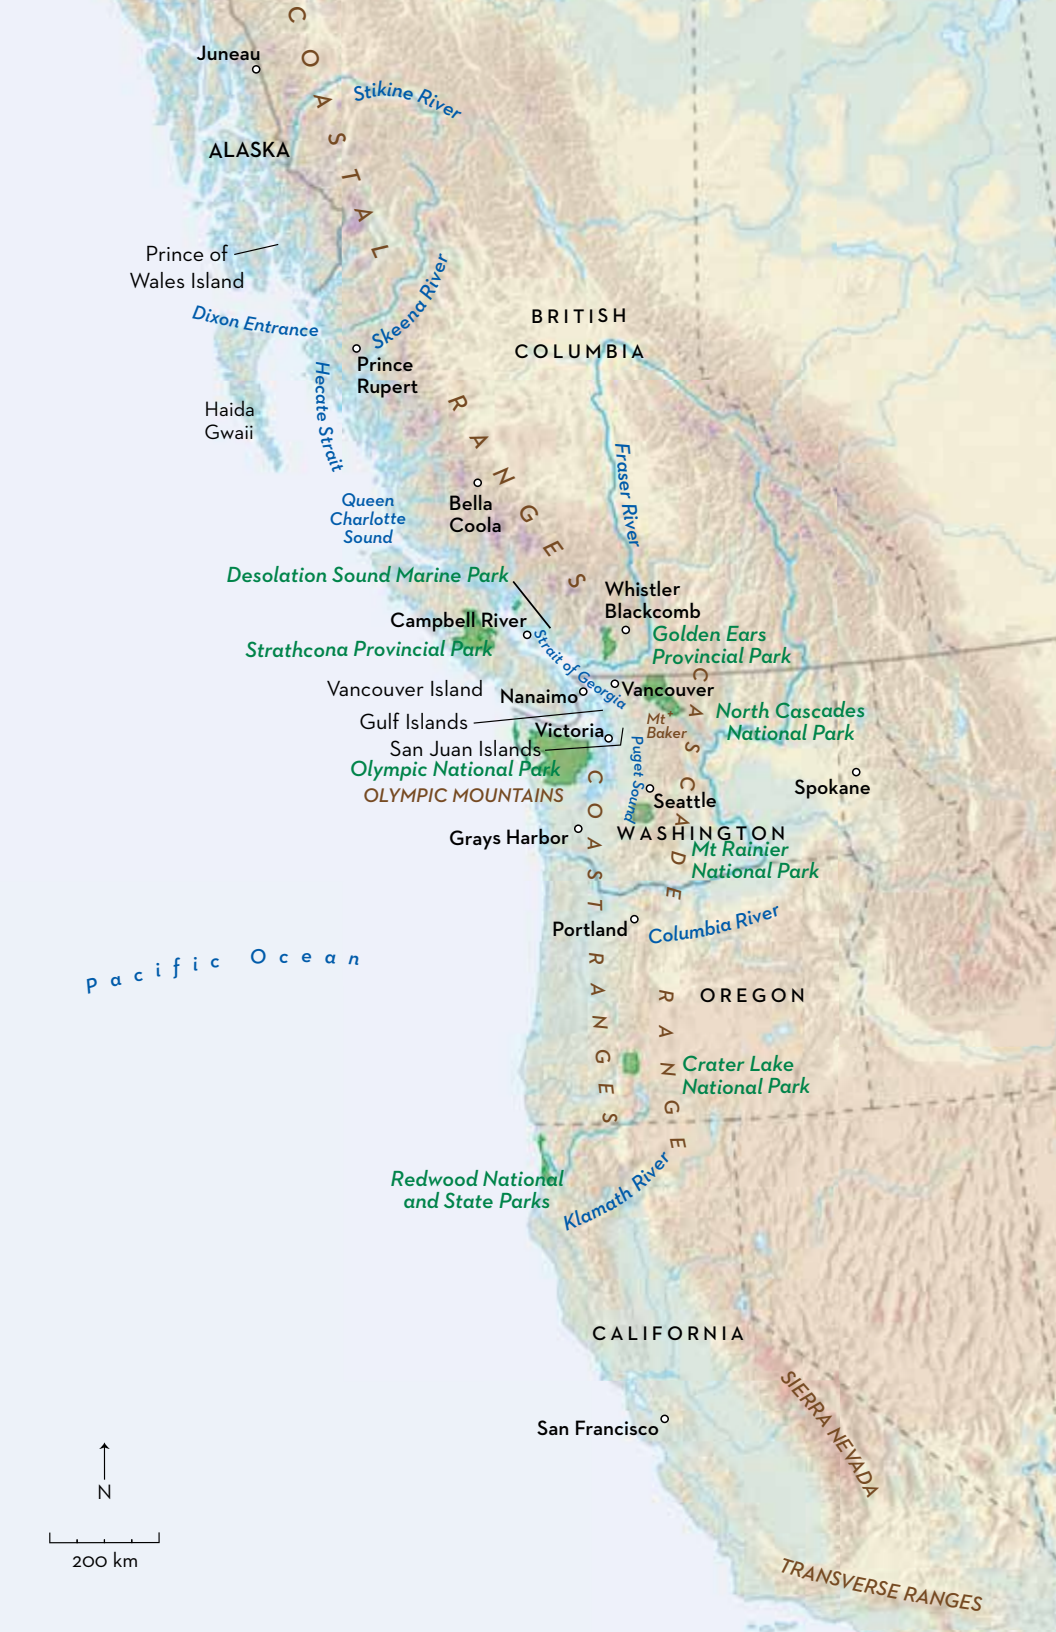 Juneau
COASTAL RANGES
Stikine River
ALASKA
Prince of
Wales Island
Dixon Entrance
Skeena River
BRITISH
COLUMBIA
Prince
Rupert
Hecate Strait
Haida
Gwaii
Fraser River
Queen
Charlotte
Sound
Bella
Coola
Desolation Sound Marine Park
Whistler
Blackcomb
Campbell River
Strait of Georgia
Golden Ears
Provincial Park
Strathcona Provincial Park
Vancouver Island
Nanaimo
Vancouver
CASCADE RANGE
Gulf Islands
Mt
Baker
North Cascades
National Park
Victoria
San Juan Islands
Puget Sound
Olympic National Park
COAST RANGES
Spokane
OLYMPIC MOUNTAINS
Seattle
Grays Harbor
WASHINGTON
Mt Rainier
National Park
Portland
Columbia River
Pacific Ocean
OREGON
Crater Lake
National Park
Redwood National
and State Parks
Klamath River
CALIFORNIA
SIERRA NEVADA
San Francisco
N
200 km
TRANSVERSE RANGES